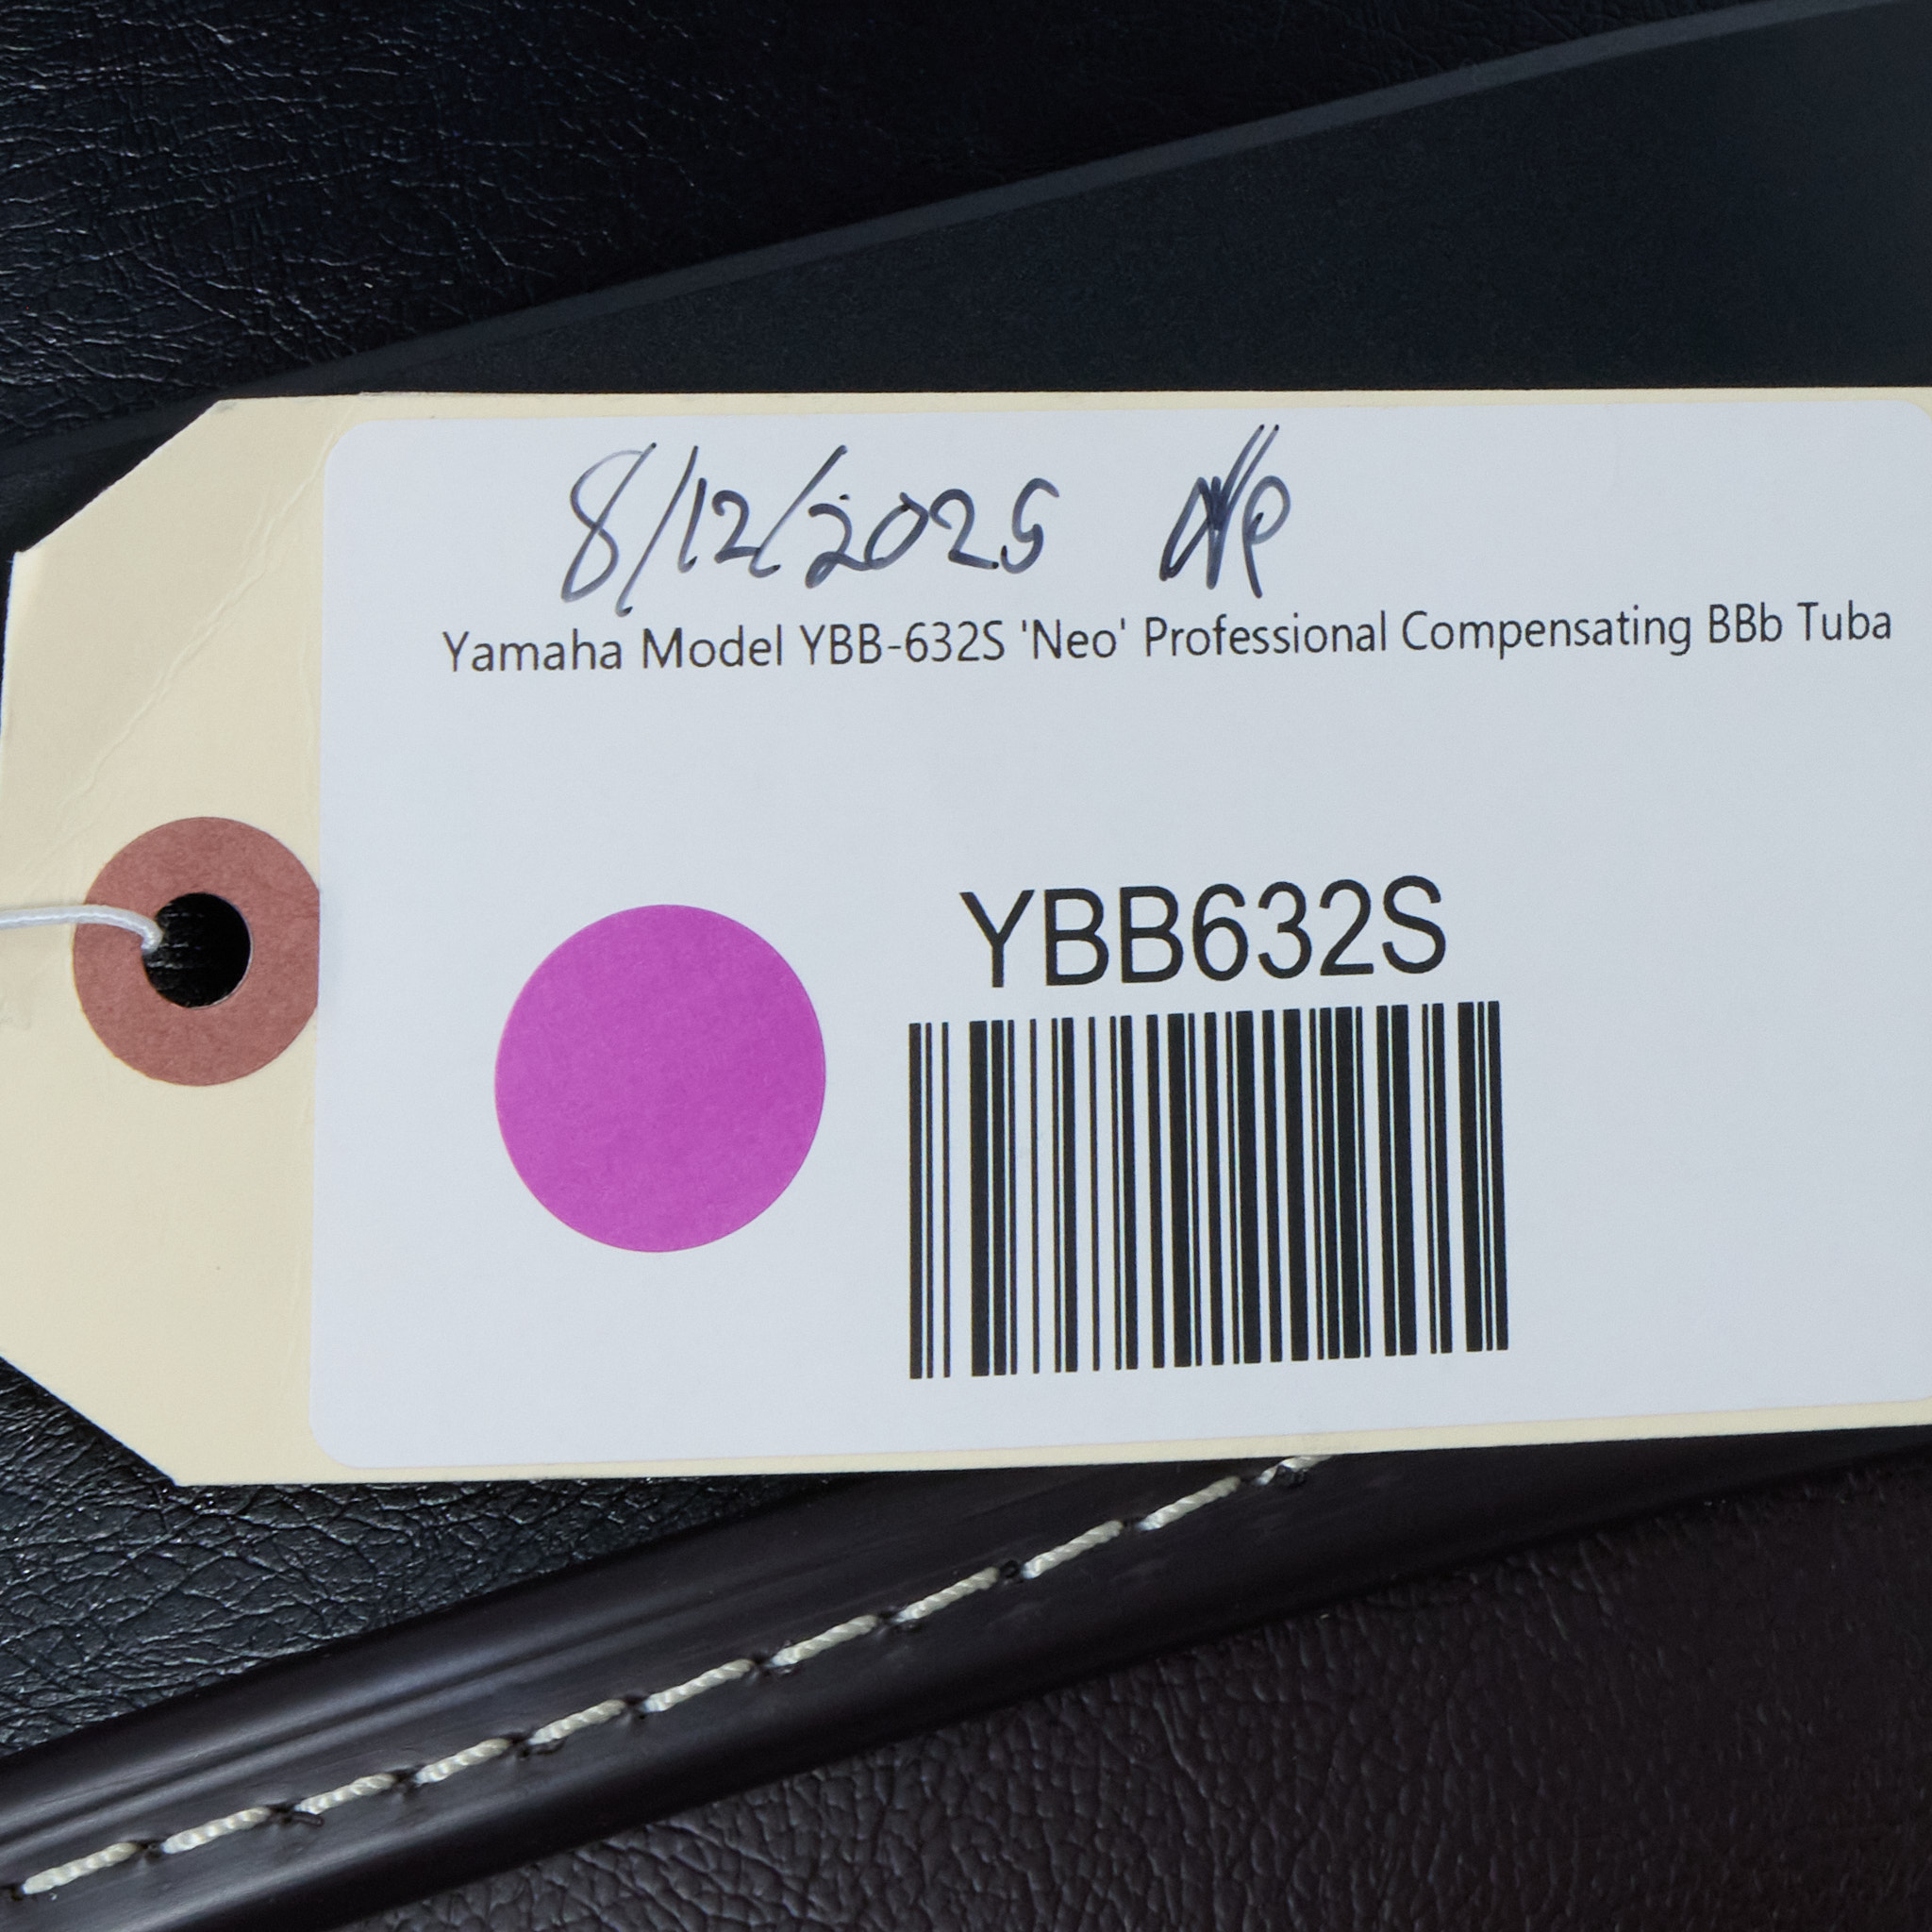 8/12/2025
Yamaha Model YBB-632S 'Neo' Professional Compensating BBb Tuba
YBB632S